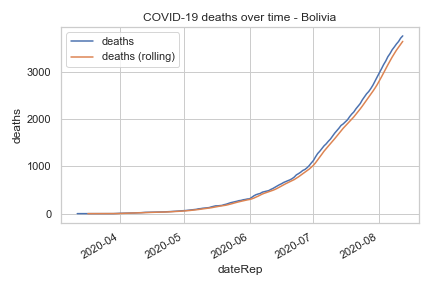 COVID-19 deaths over time - Bolivia
deaths
deaths (rolling)
3000
2000
1000
0
deaths
2020-04
2020-05
2020-06
2020-07
2020-08
dateRep